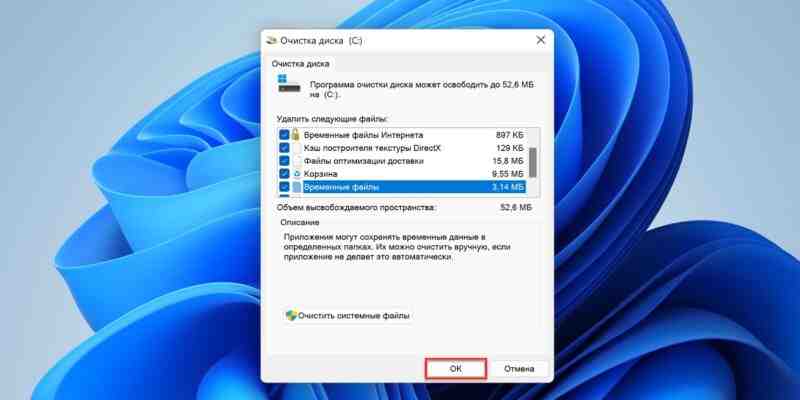 Очистка диска (C:)
Очистка диска
Программа очистки диска может освободить до 52,6 МБ
на (C:).
Удалить следующие файлы:
Временные файлы Интернета 897 КБ
Кэш построителя текстуры DirectX 129 КБ
Файлы оптимизации доставки 15,8 МБ
Корзина 9,55 МБ
Временные файлы 3,14 МБ
Объем высвобождаемого пространства: 52,6 МБ
Описание
Приложения могут сохранять временные данные в
определенных папках. Их можно очистить вручную, если
приложение не делает это автоматически.
Очистить системные файлы
ОК Отмена